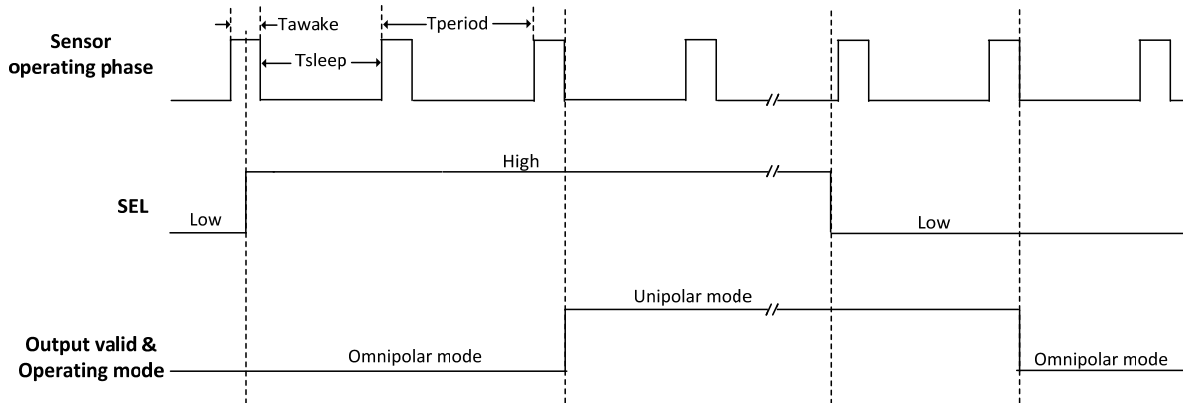 Sensor
operating phase
Tawake
Tperiod
Tsleep
SEL
Low
High
Low
Output valid &
Operating mode
Omnipolar mode
Unipolar mode
Omnipolar mode